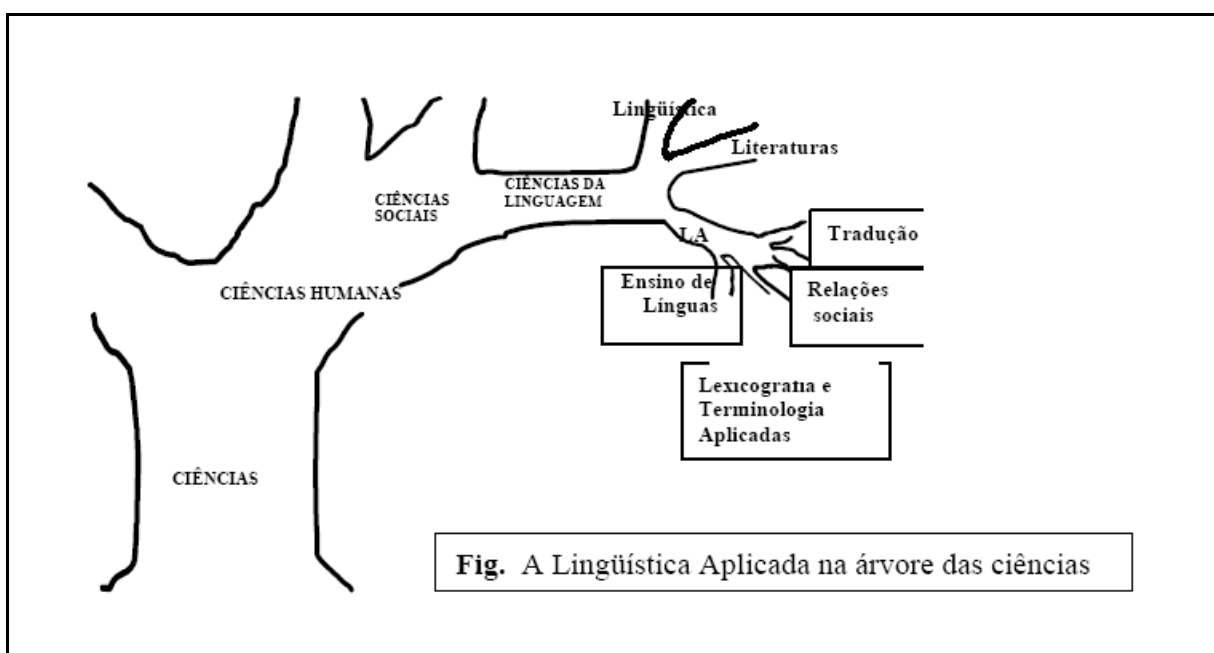 Lingüística
Literaturas
CIÊNCIAS
SOCIAIS
CIÊNCIAS DA
LINGUAGEM
LA
Tradução
Ensino de
Línguas
Relações
sociais
CIÊNCIAS HUMANAS
Lexicografia e
Terminologia
Aplicadas
CIÊNCIAS
Fig. A Lingüística Aplicada na árvore das ciências